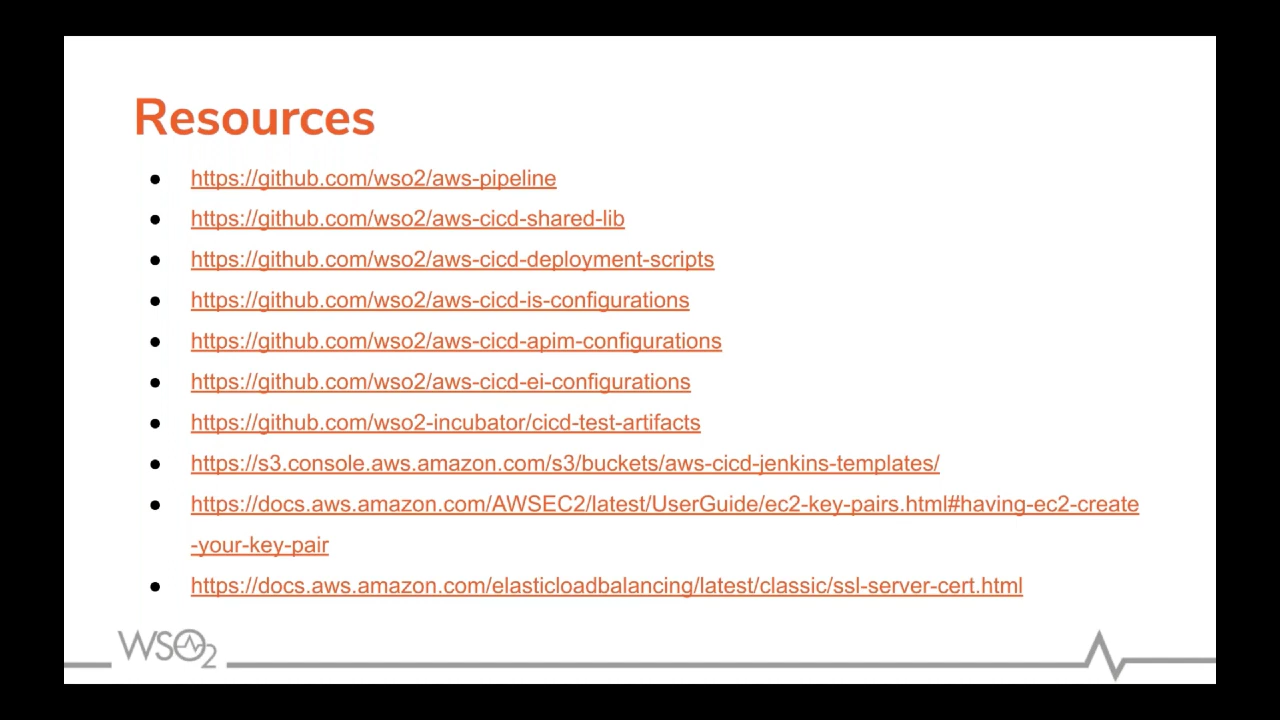 Resources
● https://github.com/wso2/aws-pipeline
● https://github.com/wso2/aws-cicd-shared-lib
● https://github.com/wso2/aws-cicd-deployment-scripts
● https://github.com/wso2/aws-cicd-is-configurations
● https://github.com/wso2/aws-cicd-apim-configurations
● https://github.com/wso2/aws-cicd-ei-configurations
● https://github.com/wso2-incubator/cicd-test-artifacts
● https://s3.console.aws.amazon.com/s3/buckets/aws-cicd-jenkins-templates/
● https://docs.aws.amazon.com/AWSEC2/latest/UserGuide/ec2-key-pairs.html#having-ec2-create
-your-key-pair
● https://docs.aws.amazon.com/elasticloadbalancing/latest/classic/ssl-server-cert.html
WSO2